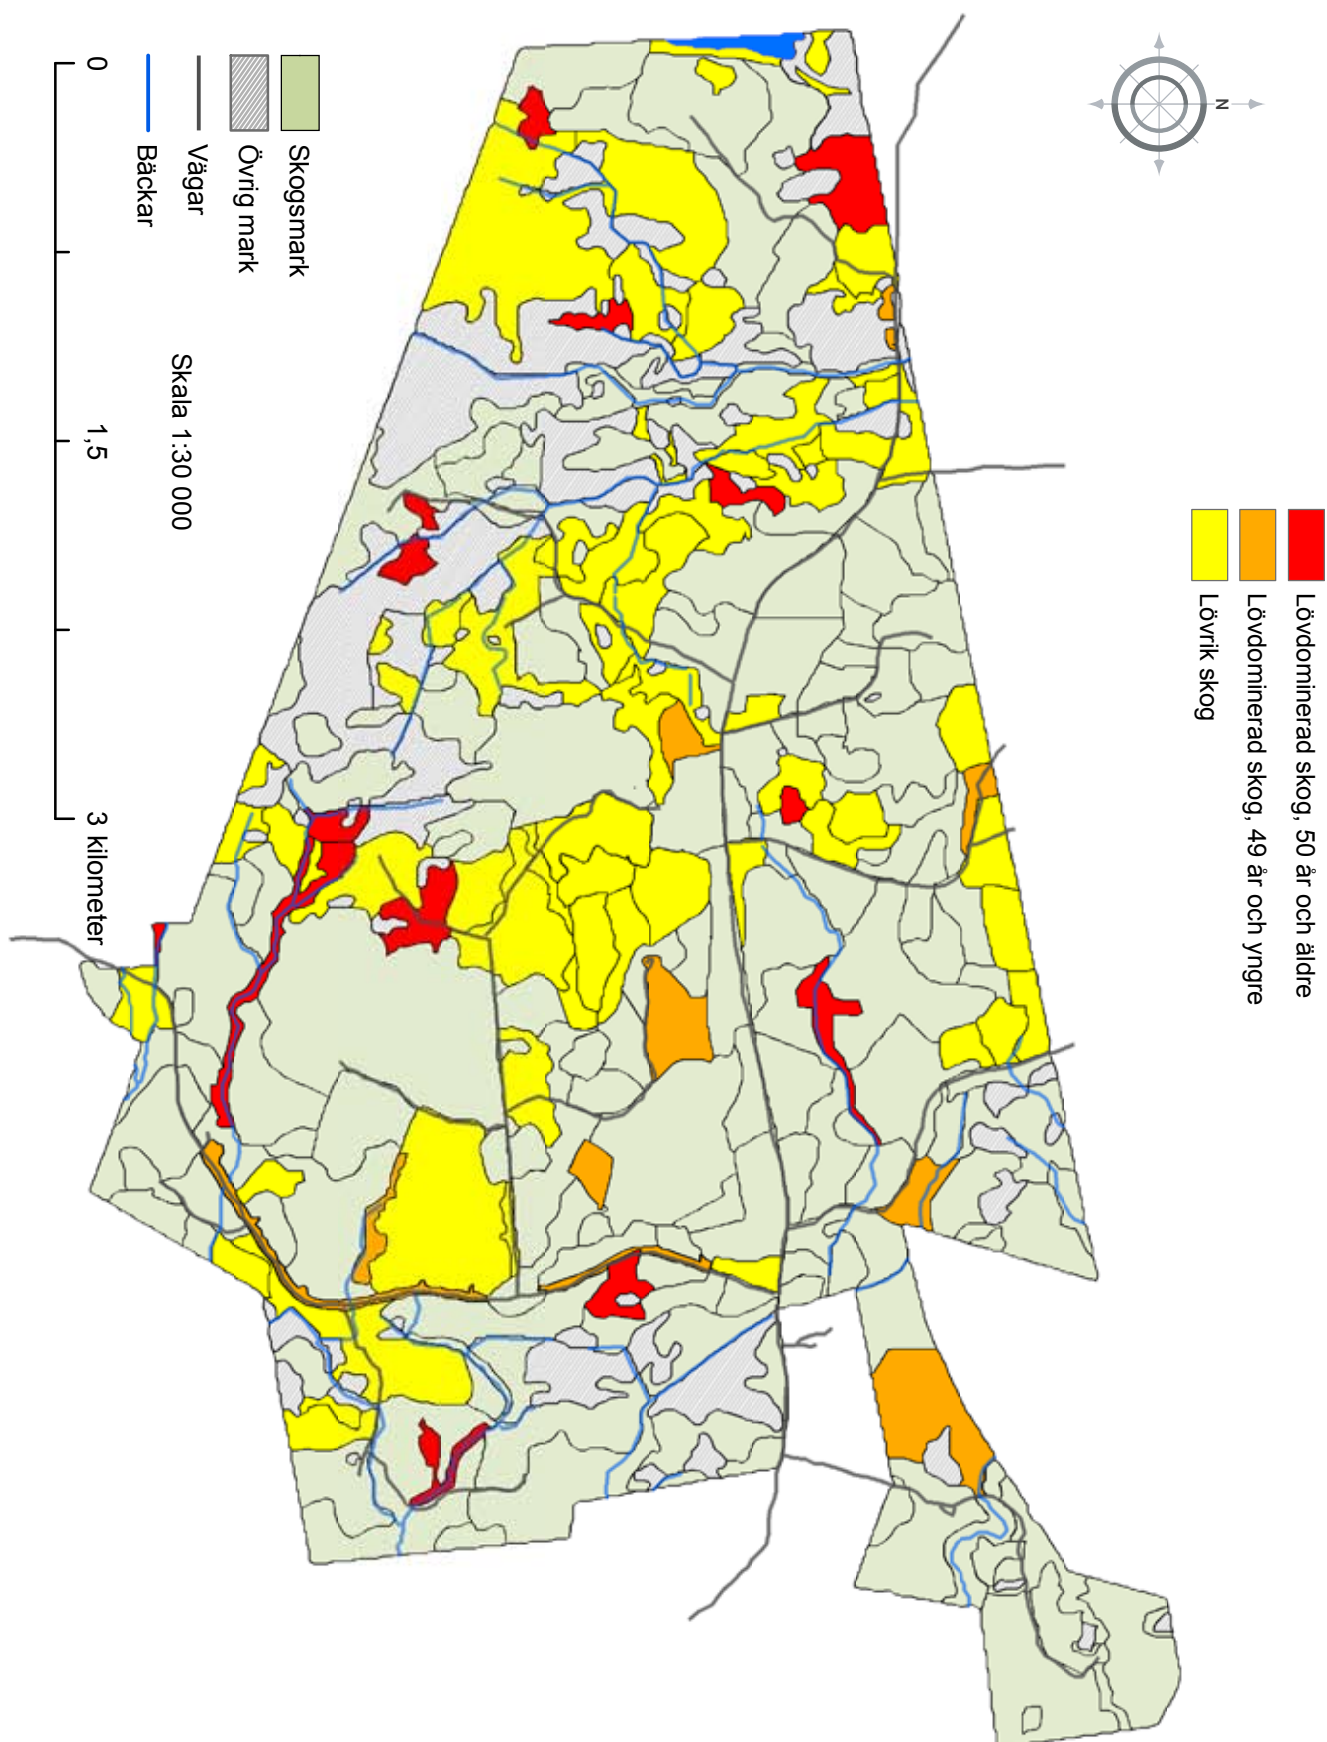 N
Lövdominerad skog, 50 år och äldre
Lövdominerad skog, 49 år och yngre
Lövrik skog
Skogsmark
Övrig mark
Vägar
Bäckar
Skala 1:30 000
0 1,5 3 kilometer